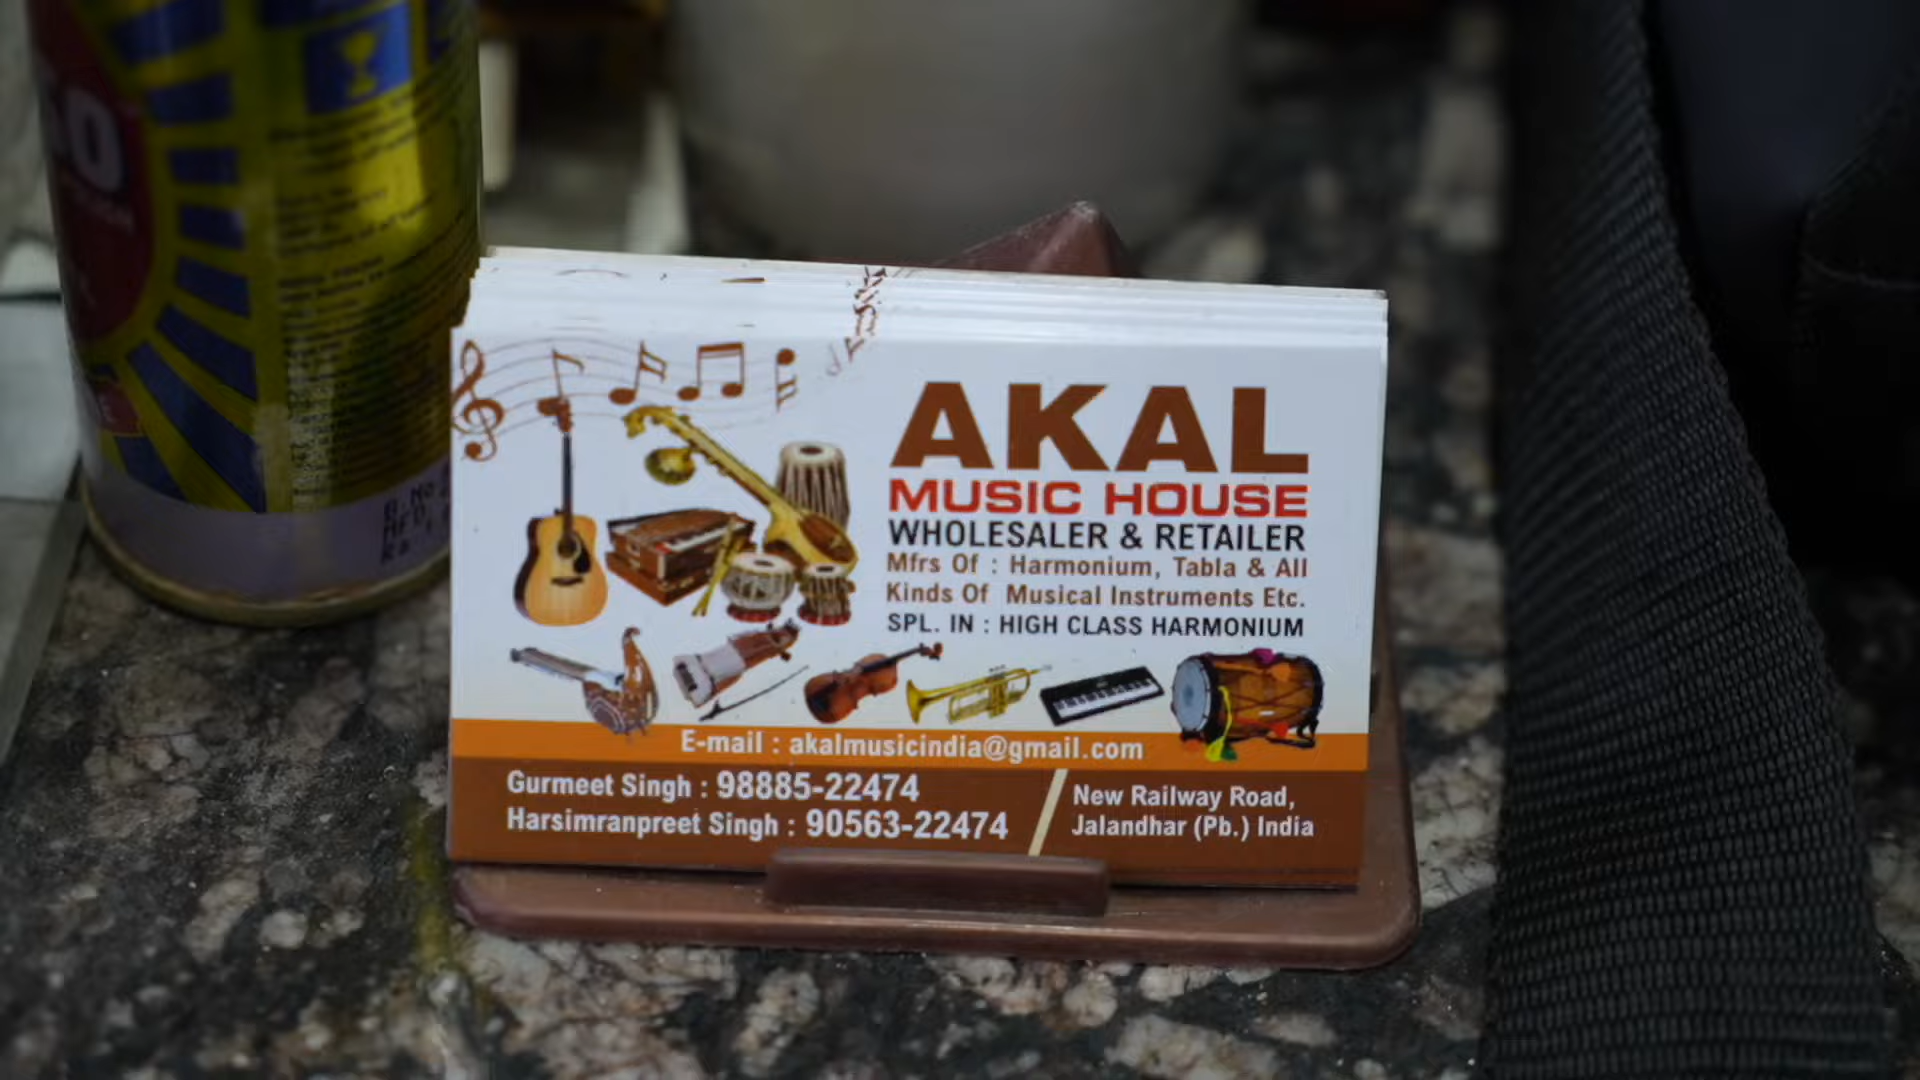 AKAL
MUSIC HOUSE
WHOLESALER & RETAILER
Mfrs Of : Harmonium, Tabla & All
Kinds Of Musical Instruments Etc.
SPL. IN : HIGH CLASS HARMONIUM
E-mail : akalmusicindia@gmail.com
Gurmeet Singh : 98885-22474
Harsimranpreet Singh : 90563-22474
New Railway Road,
Jalandhar (Pb.) India